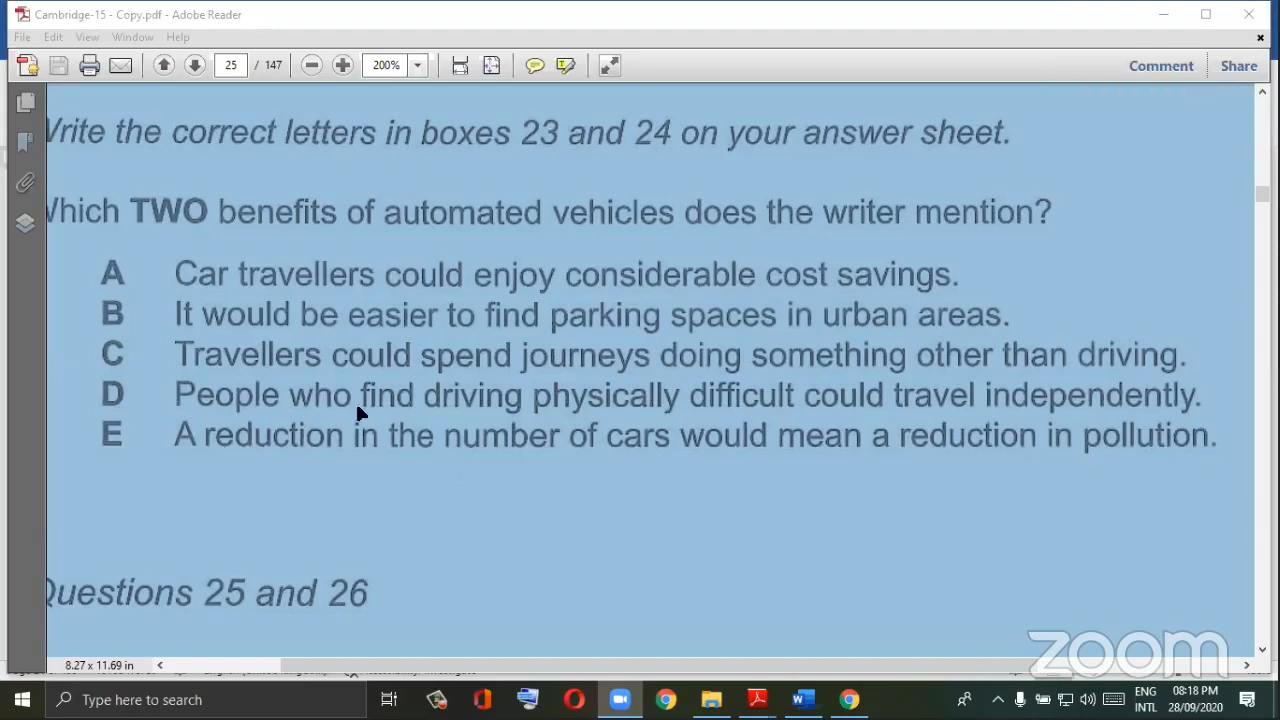 Cambridge-15 - Copy.pdf - Adobe Reader
File Edit View Window Help
25 / 147 200% Comment Share
Write the correct letters in boxes 23 and 24 on your answer sheet.
Which TWO benefits of automated vehicles does the writer mention?
A Car travellers could enjoy considerable cost savings.
B It would be easier to find parking spaces in urban areas.
C Travellers could spend journeys doing something other than driving.
D People who find driving physically difficult could travel independently.
E A reduction in the number of cars would mean a reduction in pollution.
Questions 25 and 26
zoom
8.27 x 11.69 in
Type here to search
ENG 08:18 PM
INTL 28/09/2020